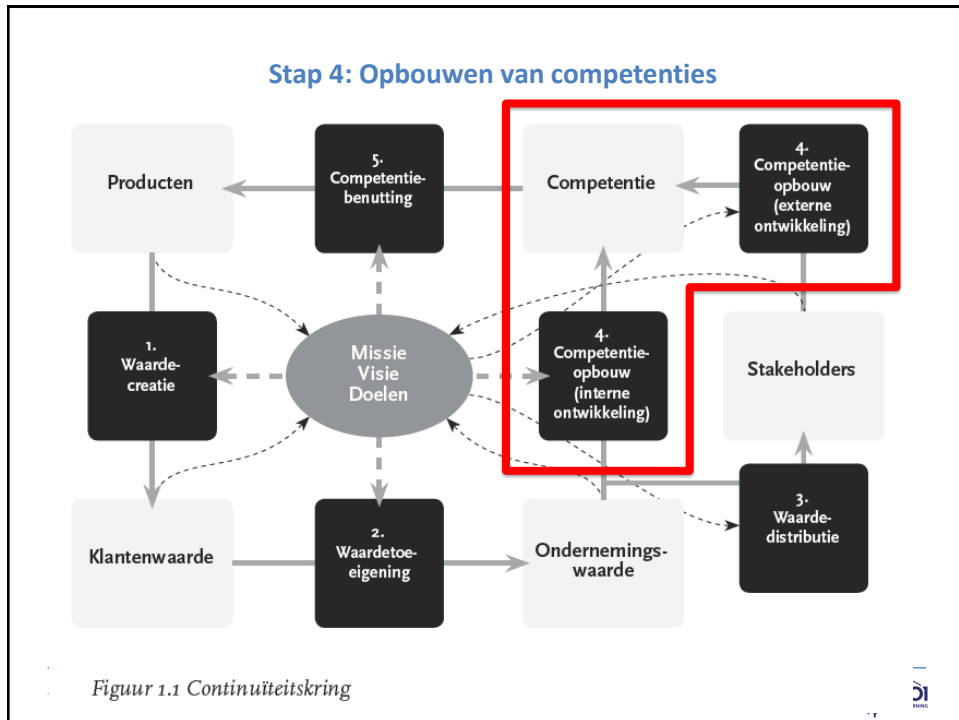 Stap 4: Opbouwen van competenties
Producten
5.
Competentie-
benutting
Competentie
4.
Competentie-
opbouw
(externe
ontwikkeling)
1.
Waarde-
creatie
Missie
Visie
Doelen
4.
Competentie-
opbouw
(interne
ontwikkeling)
Stakeholders
Klantenwaarde
2.
Waardetoe-
eigening
Ondernemings-
waarde
3.
Waarde-
distributie
Figuur 1.1 Continuïteitskring